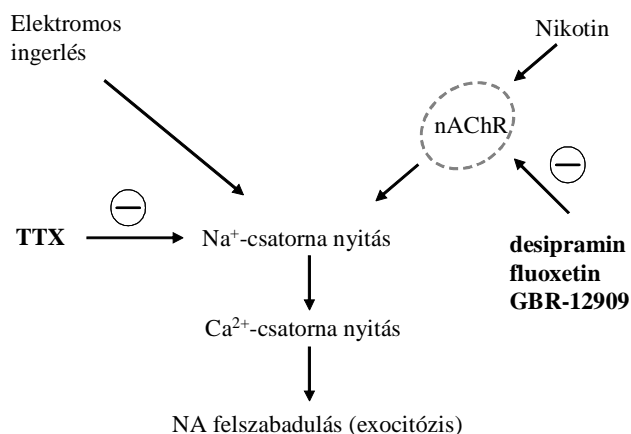 Elektromos
ingerlés
Nikotin
nAChR
TTX
Na⁺-csatorna nyitás
desipramin
fluoxetin
GBR-12909
Ca²⁺-csatorna nyitás
NA felszabadulás (exocitózis)